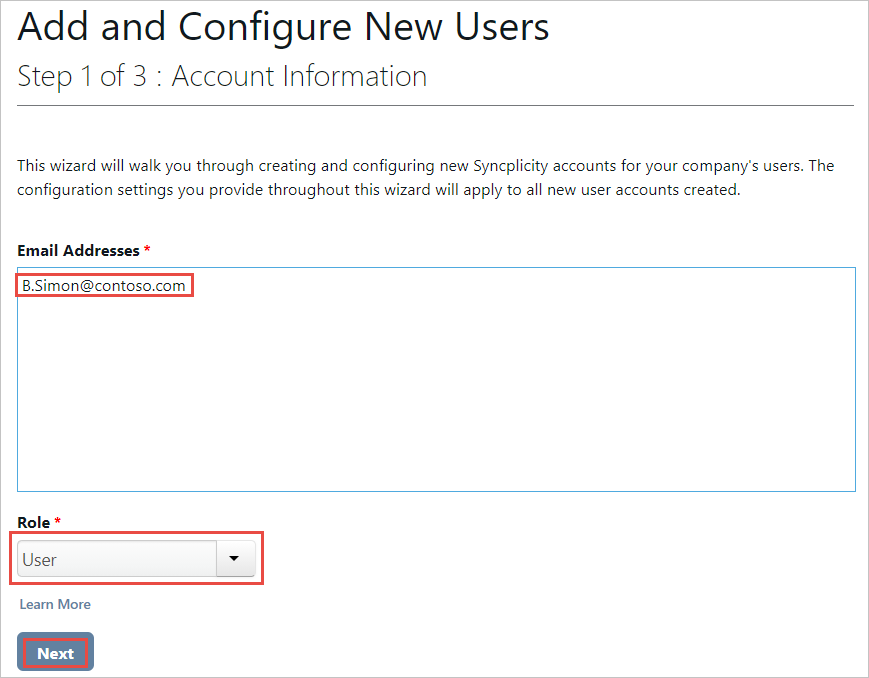 Add and Configure New Users
Step 1 of 3 : Account Information
This wizard will walk you through creating and configuring new Syncplicity accounts for your company's users. The
configuration settings you provide throughout this wizard will apply to all new user accounts created.
Email Addresses *
B.Simon@contoso.com
Role *
User
Learn More
Next